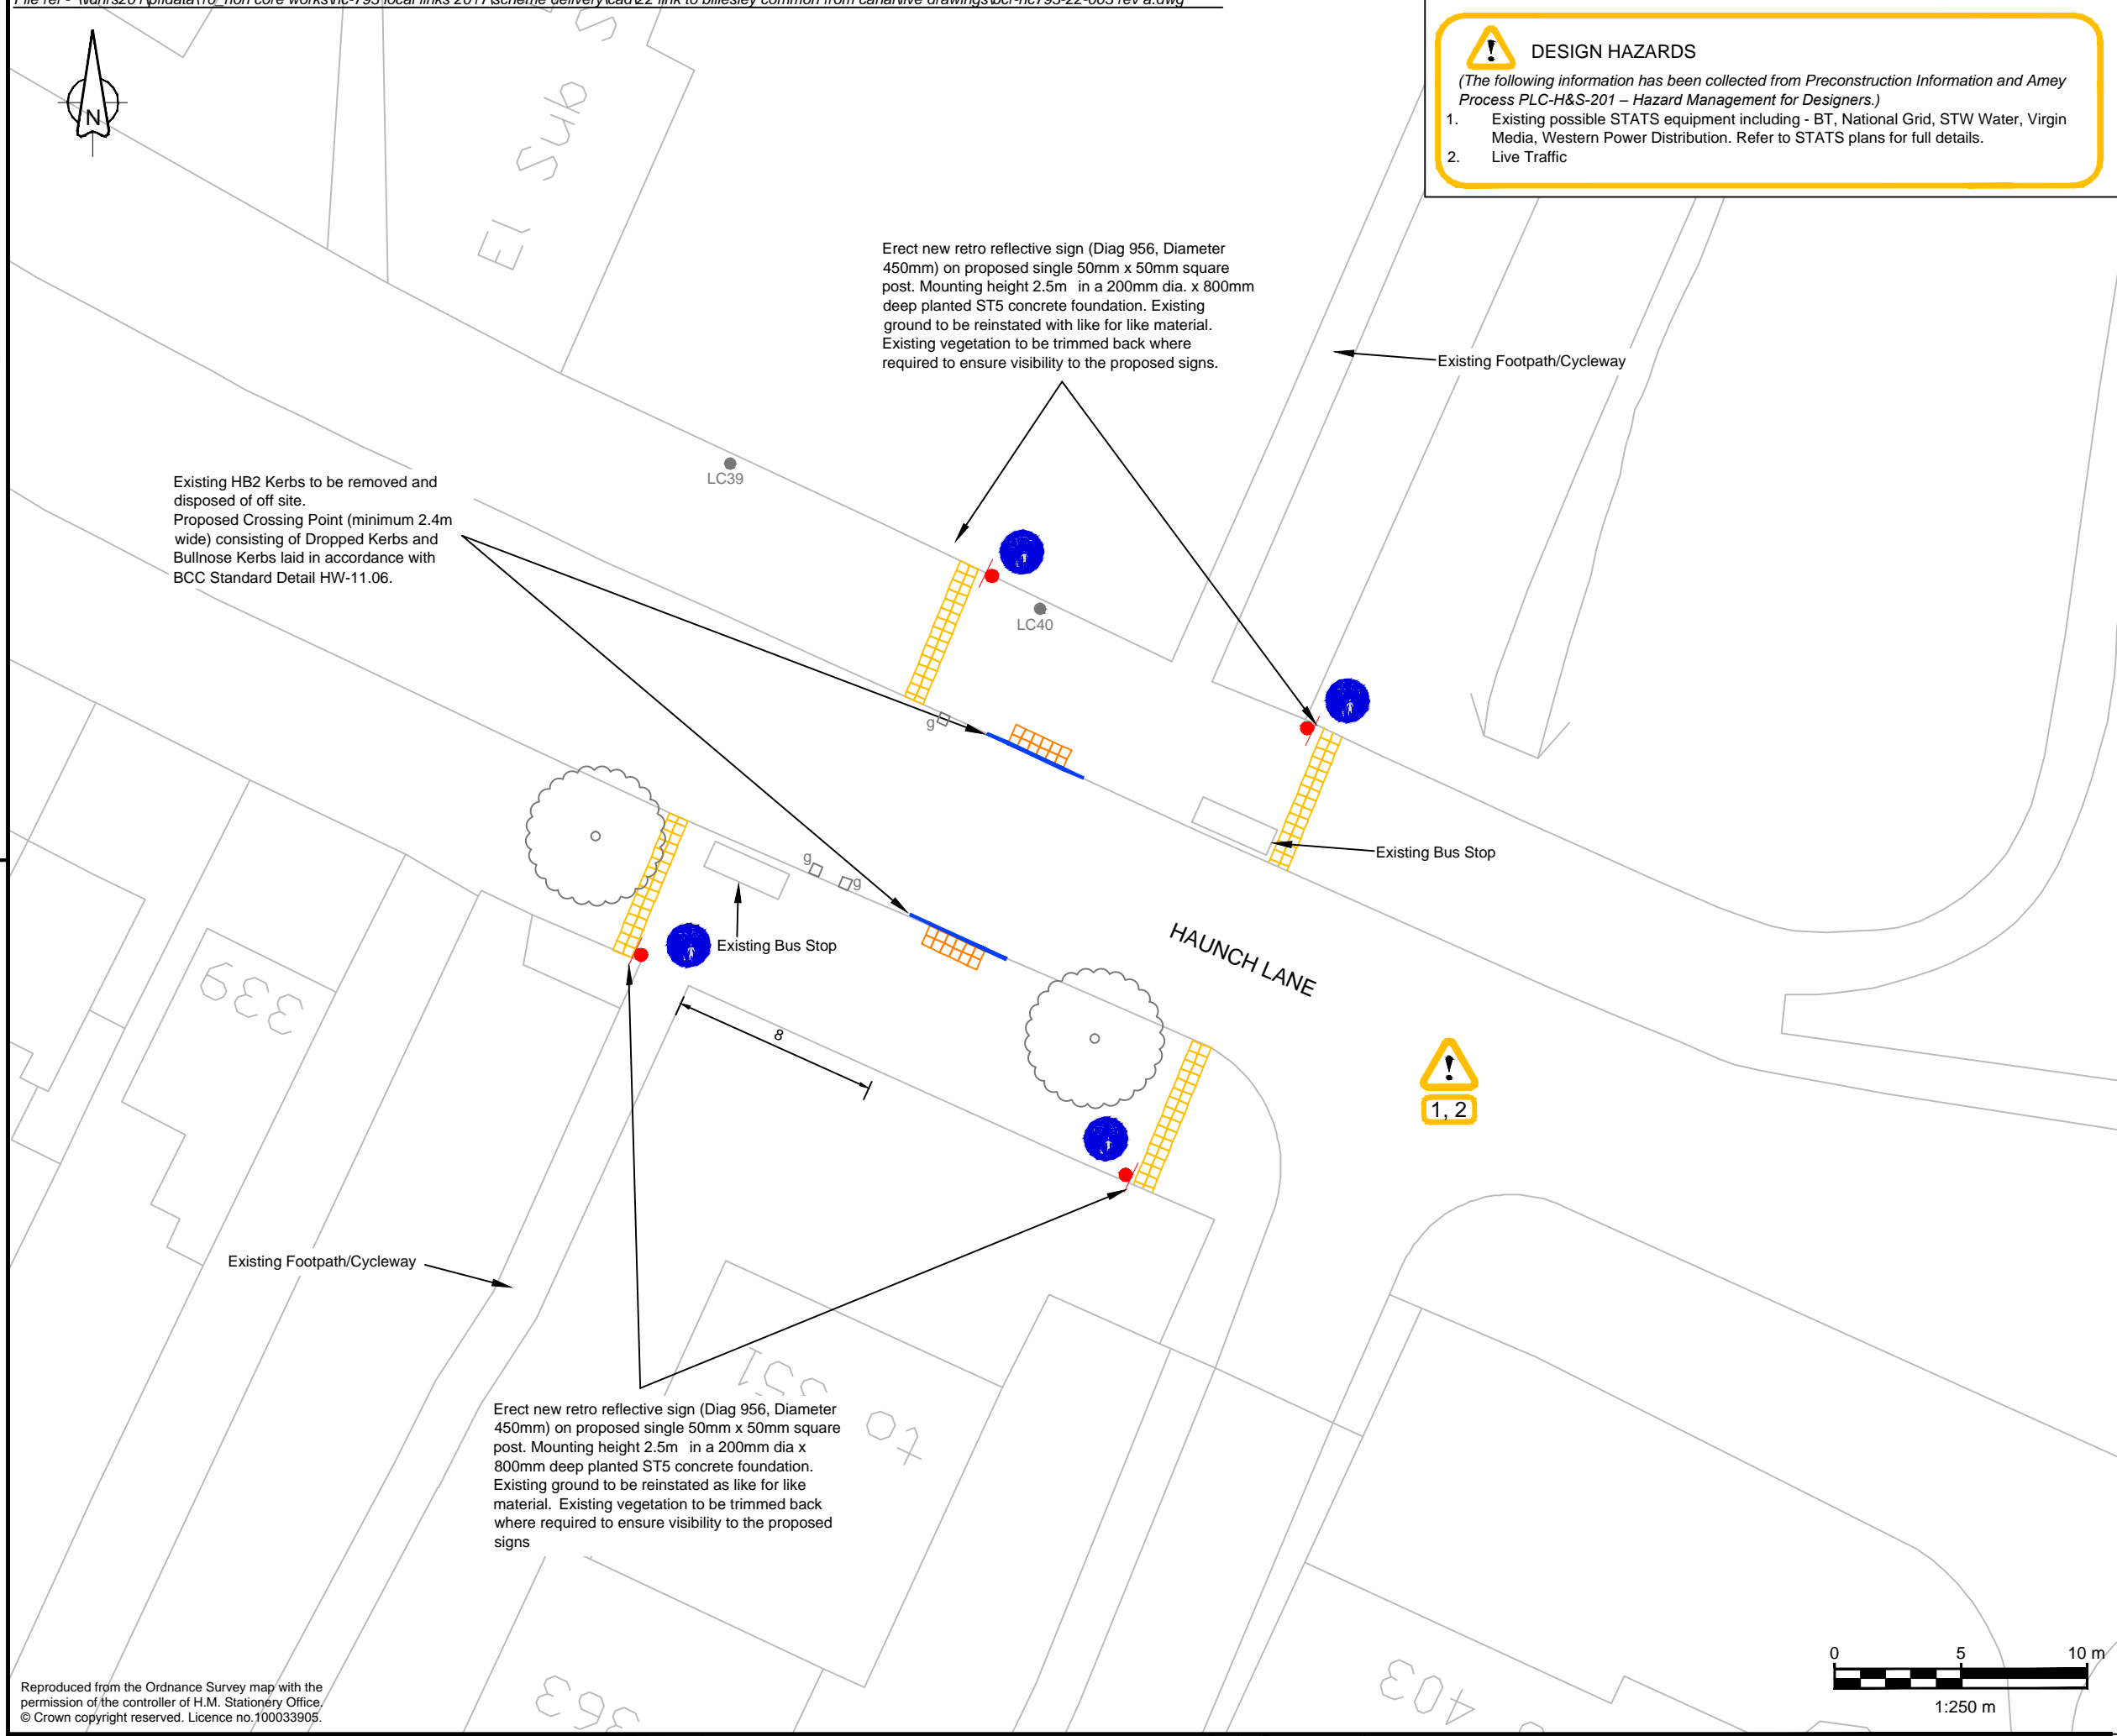 DESIGN HAZARDS
(The following information has been collected from Preconstruction Information and Amey
Process PLC-H&S-201 – Hazard Management for Designers.)
1. Existing possible STATS equipment including - BT, National Grid, STW Water, Virgin
Media, Western Power Distribution. Refer to STATS plans for full details.
2. Live Traffic
N
El Sub S
Erect new retro reflective sign (Diag 956, Diameter
450mm) on proposed single 50mm x 50mm square
post. Mounting height 2.5m in a 200mm dia. x 800mm
deep planted ST5 concrete foundation. Existing
ground to be reinstated with like for like material.
Existing vegetation to be trimmed back where
required to ensure visibility to the proposed signs.
Existing Footpath/Cycleway
LC39
Existing HB2 Kerbs to be removed and
disposed of off site.
Proposed Crossing Point (minimum 2.4m
wide) consisting of Dropped Kerbs and
Bullnose Kerbs laid in accordance with
BCC Standard Detail HW-11.06.
LC40
g
Existing Bus Stop
g
g
Existing Bus Stop
HAUNCH LANE
339
8
1, 2
Existing Footpath/Cycleway
351
to
Erect new retro reflective sign (Diag 956, Diameter
450mm) on proposed single 50mm x 50mm square
post. Mounting height 2.5m in a 200mm dia x
800mm deep planted ST5 concrete foundation.
Existing ground to be reinstated as like for like
material. Existing vegetation to be trimmed back
where required to ensure visibility to the proposed
signs
363
403
0 5 10 m
1:250 m
Reproduced from the Ordnance Survey map with the
permission of the controller of H.M. Stationery Office.
© Crown copyright reserved. Licence no.100033905.